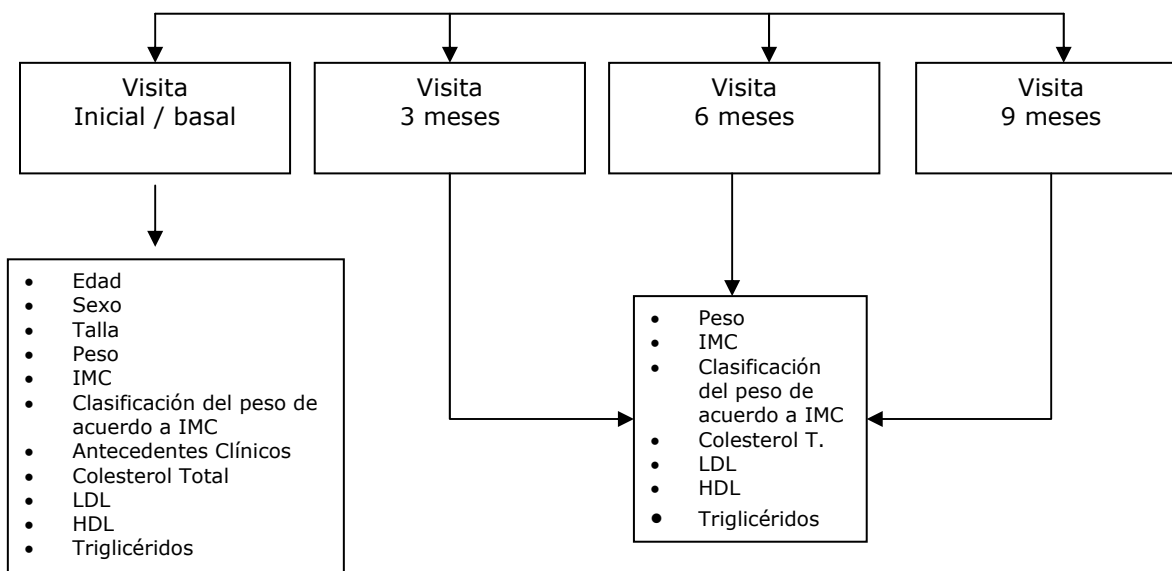 Visita
Inicial / basal
Visita
3 meses
Visita
6 meses
Visita
9 meses
• Edad
• Sexo
• Talla
• Peso
• IMC
• Clasificación del peso de
acuerdo a IMC
• Antecedentes Clínicos
• Colesterol Total
• LDL
• HDL
• Triglicéridos
• Peso
• IMC
• Clasificación
del peso de
acuerdo a IMC
• Colesterol T.
• LDL
• HDL
• Triglicéridos